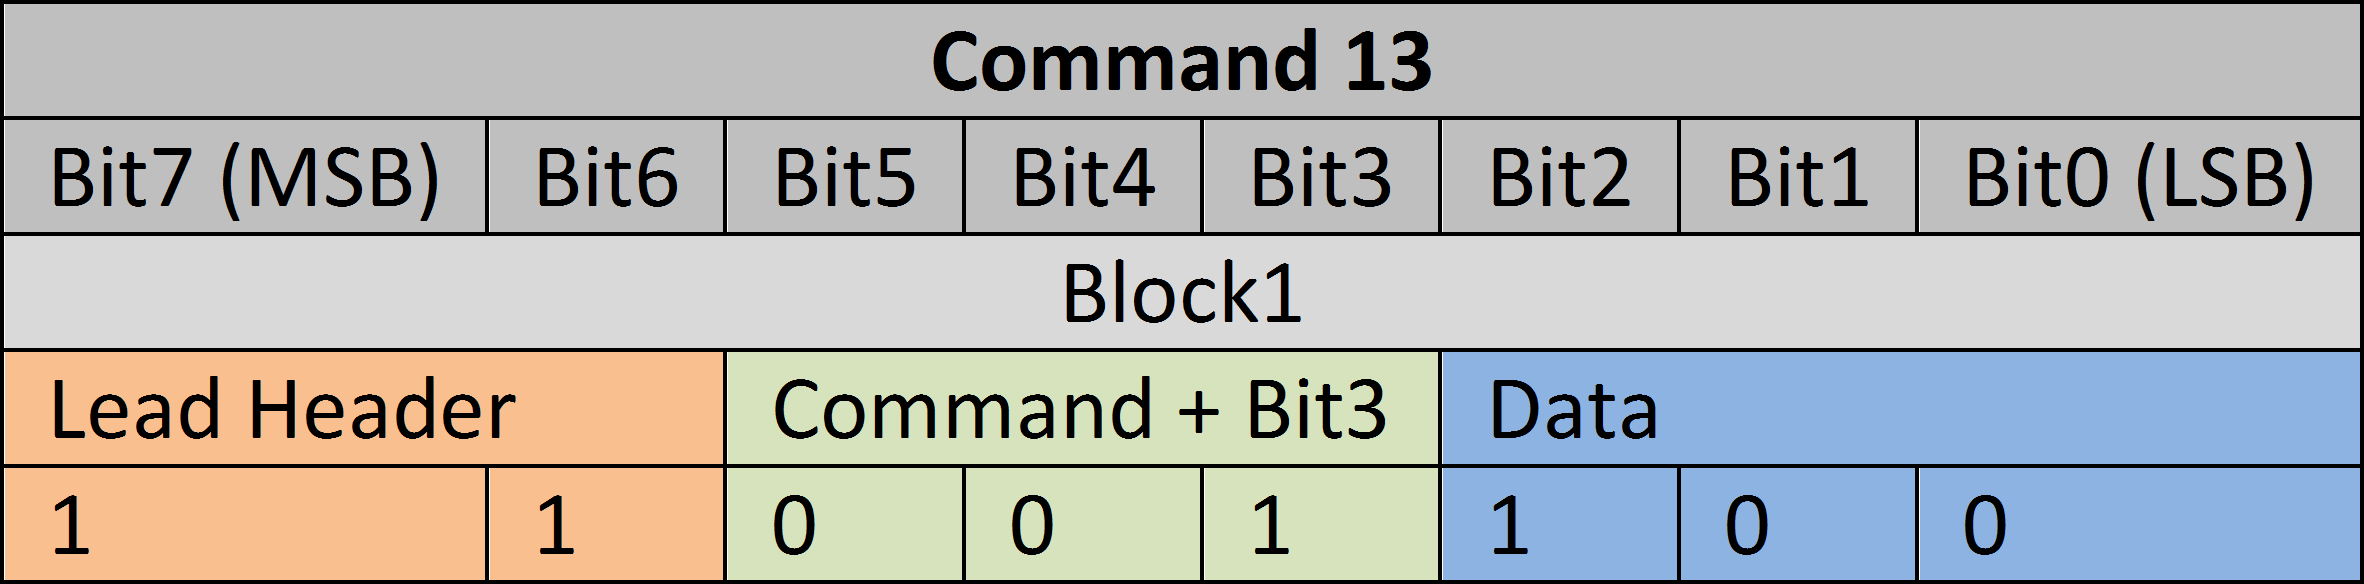 Command 13
Bit7 (MSB) Bit6 Bit5 Bit4 Bit3 Bit2 Bit1 Bit0 (LSB)
Block1
Lead Header Command + Bit3 Data
1 1 0 0 1 1 0 0